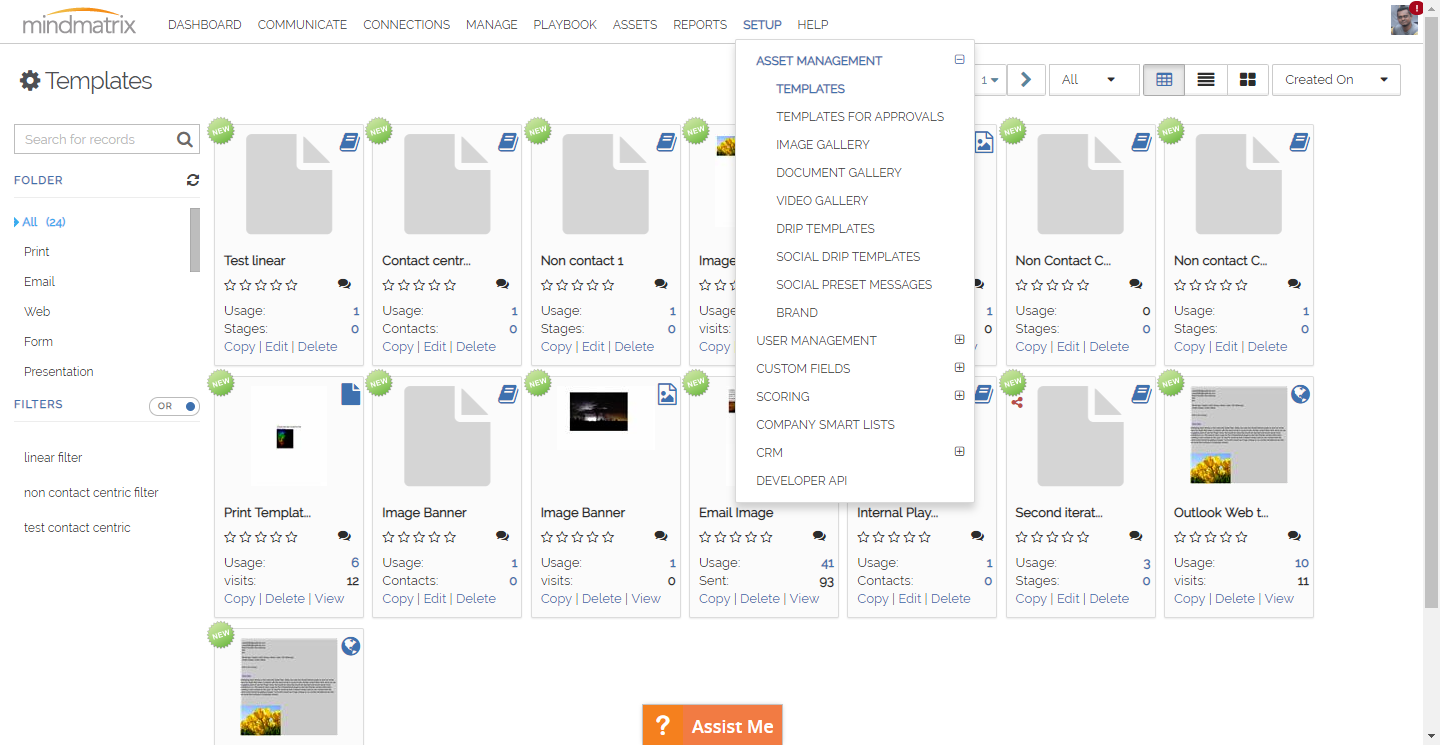 mindmatrix DASHBOARD COMMUNICATE CONNECTIONS MANAGE PLAYBOOK ASSETS REPORTS SETUP HELP !
Templates
1 All Created On
ASSET MANAGEMENT
TEMPLATES
TEMPLATES FOR APPROVALS
IMAGE GALLERY
DOCUMENT GALLERY
VIDEO GALLERY
DRIP TEMPLATES
SOCIAL DRIP TEMPLATES
SOCIAL PRESET MESSAGES
BRAND
USER MANAGEMENT
CUSTOM FIELDS
SCORING
COMPANY SMART LISTS
CRM
DEVELOPER API
Search for records
FOLDER
All (24)
Print
Email
Web
Form
Presentation
FILTERS OR
linear filter
non contact centric filter
test contact centric
NEW NEW NEW NEW NEW NEW
Test linear Contact centr... Non contact 1 Image Non Contact C... Non contact C...
Usage: 1 Usage: 1 Usage: 1 Usage 1 Usage: 0 Usage: 1
Stages: 0 Contacts: 0 Stages: 0 visits: 0 Stages: 0 Stages: 0
Copy | Edit | Delete Copy | Edit | Delete Copy | Edit | Delete Copy Copy | Edit | Delete Copy | Edit | Delete
NEW NEW NEW NEW NEW NEW
Print Templat... Image Banner Image Banner Email Image Internal Play... Second iterat... Outlook Web t...
Usage: 6 Usage: 1 Usage: 1 Usage: 41 Usage: 1 Usage: 3 Usage: 10
visits: 12 Contacts: 0 visits: 0 Sent: 93 Contacts: 0 Stages: 0 visits: 11
Copy | Delete | View Copy | Edit | Delete Copy | Delete | View Copy | Delete | View Copy | Edit | Delete Copy | Edit | Delete Copy | Delete | View
NEW
? Assist Me